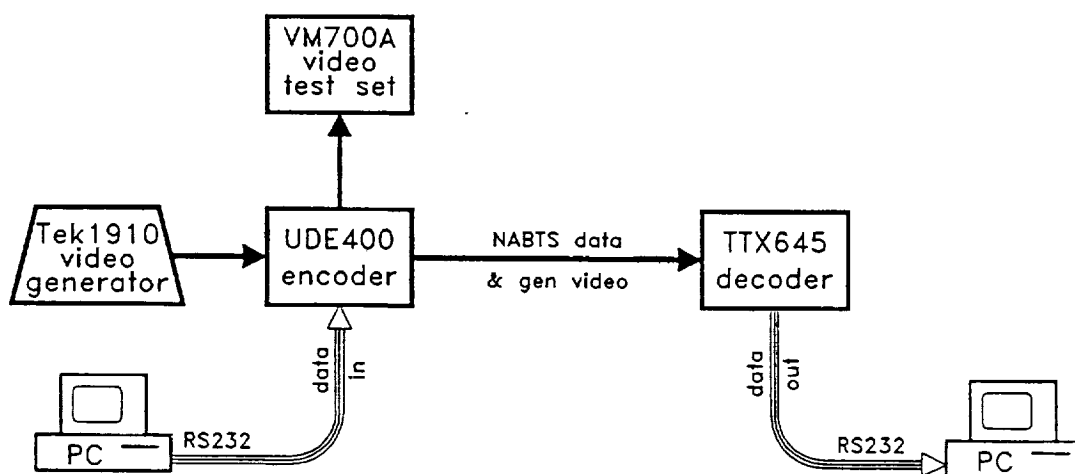 VM700A
video
test set
Tek1910
video
generator
UDE400
encoder
NABTS data
& gen video
TTX645
decoder
data
in
data
out
RS232
PC
RS232
PC